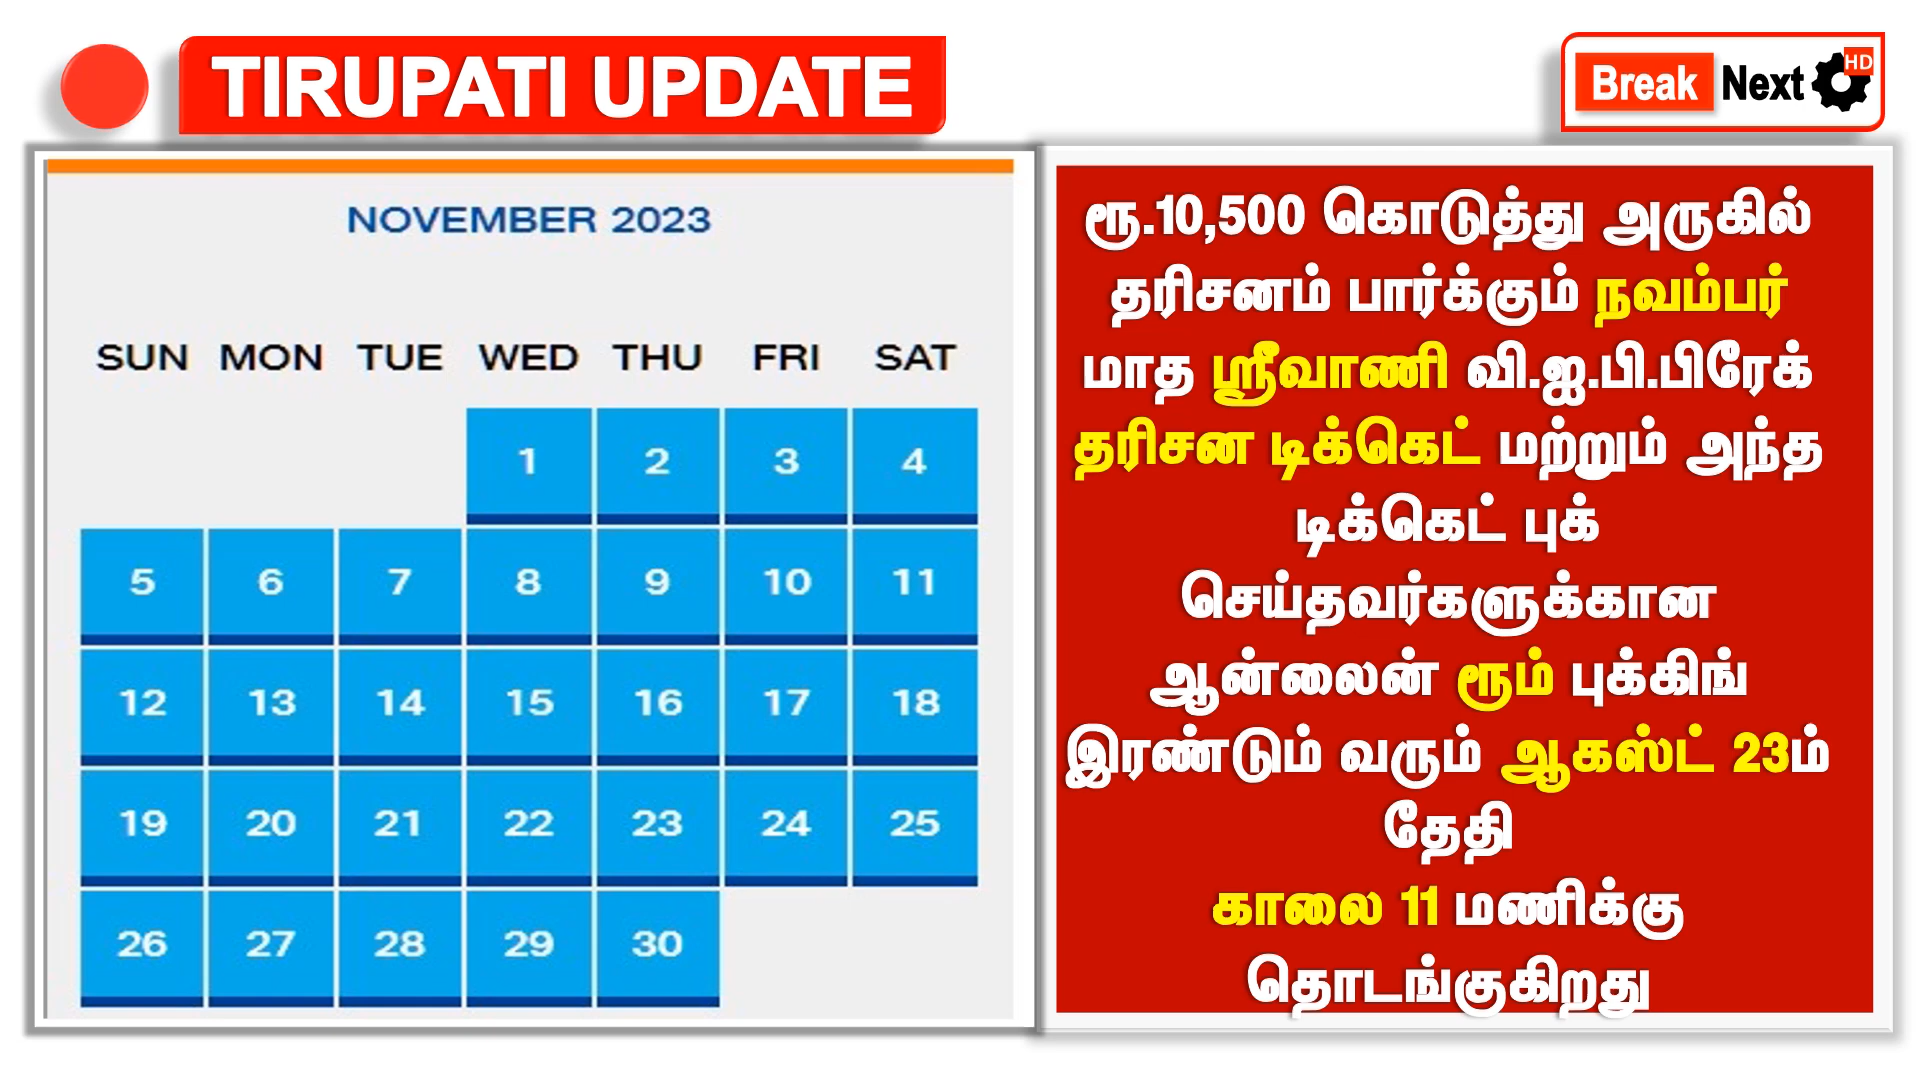 TIRUPATI UPDATE
Break Next HD
NOVEMBER 2023
SUN MON TUE WED THU FRI SAT
1 2 3 4
5 6 7 8 9 10 11
12 13 14 15 16 17 18
19 20 21 22 23 24 25
26 27 28 29 30
ரூ.10,500 கொடுத்து அருகில்
தரிசனம் பார்க்கும் நவம்பர்
மாத ஸ்ரீவாணி வி.ஐ.பி.பிரேக்
தரிசன டிக்கெட் மற்றும் அந்த
டிக்கெட் புக்
செய்தவர்களுக்கான
ஆன்லைன் ரூம் புக்கிங்
இரண்டும் வரும் ஆகஸ்ட் 23ம்
தேதி
காலை 11 மணிக்கு
தொடங்குகிறது